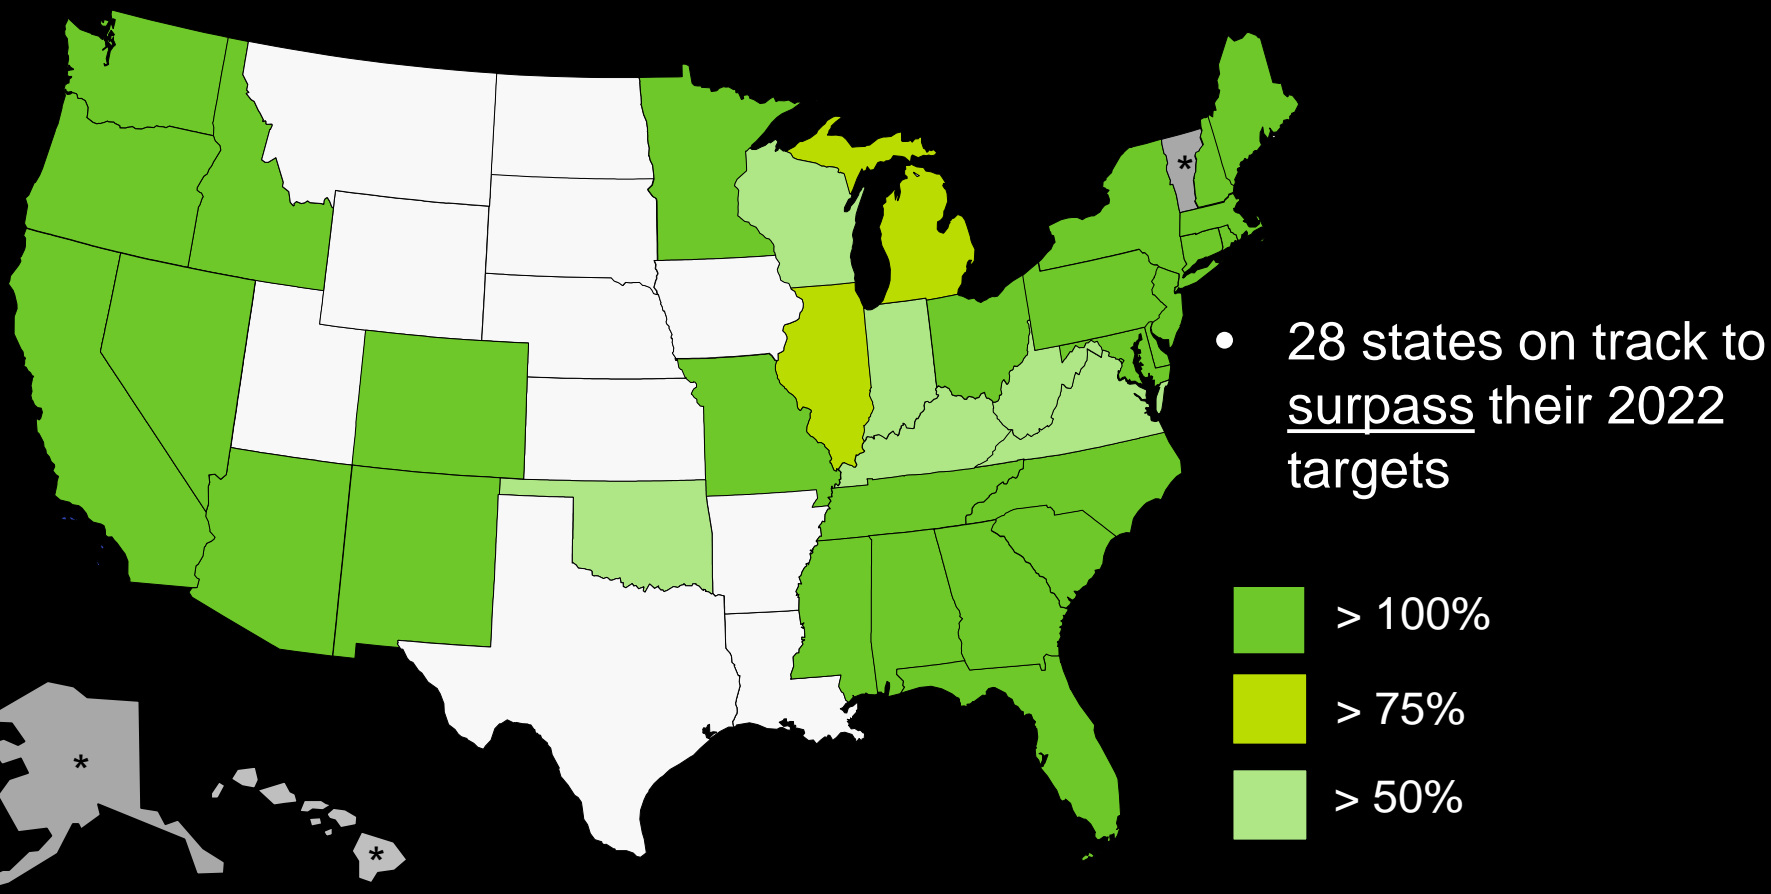 *
• 28 states on track to
surpass their 2022
targets
> 100%
> 75%
*
> 50%
*